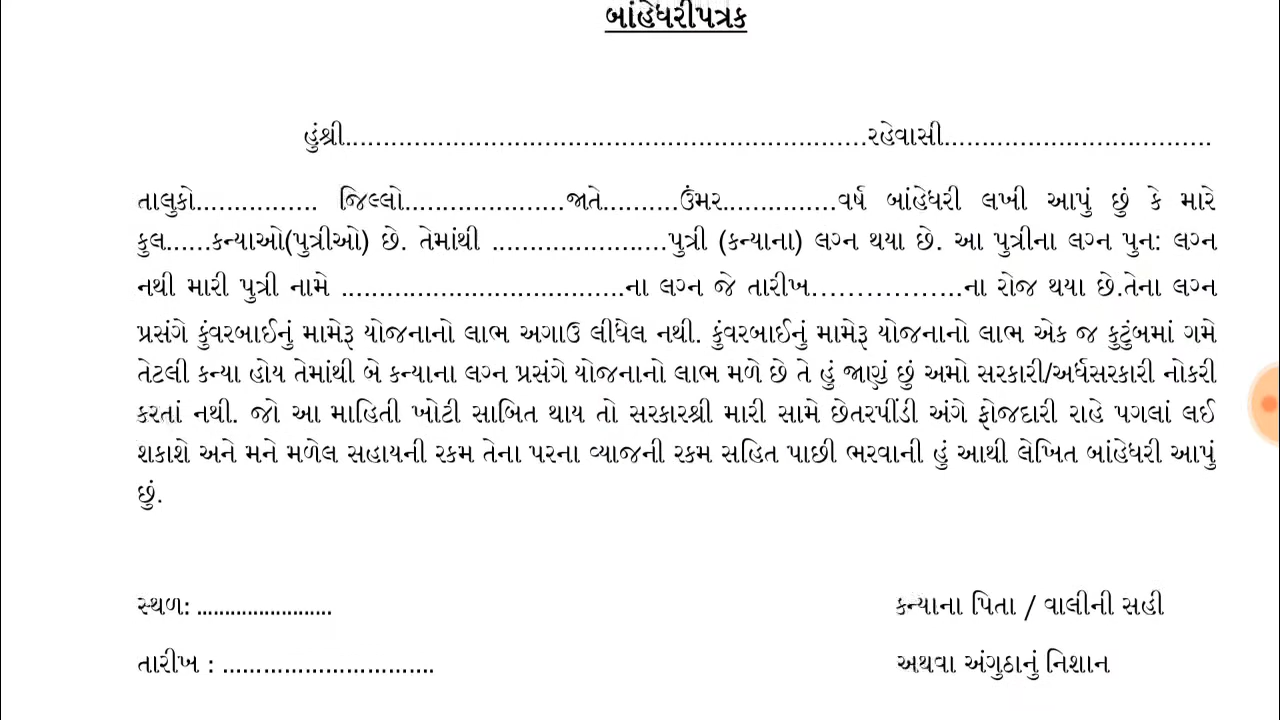 બાંહેધરીપત્રક
હુંશ્રી..................................................................રહેવાસી..................................
તાલુકો................ જિલ્લો.....................જાતે..........ઉંમર...............વર્ષ બાંહેધરી લખી આપું છું કે મારે
કુલ......કન્યાઓ(પુત્રીઓ) છે. તેમાંથી .......................પુત્રી (કન્યાના) લગ્ન થયા છે. આ પુત્રીના લગ્ન પુન: લગ્ન
નથી મારી પુત્રી નામે .....................................ના લગ્ન જે તારીખ..................ના રોજ થયા છે.તેના લગ્ન
પ્રસંગે કુંવરબાઈનું મામેરૂ યોજનાનો લાભ અગાઉ લીધેલ નથી. કુંવરબાઈનું મામેરૂ યોજનાનો લાભ એક જ કુટુંબમાં ગમે
તેટલી કન્યા હોય તેમાંથી બે કન્યાના લગ્ન પ્રસંગે યોજનાનો લાભ મળે છે તે હું જાણું છું અમો સરકારી/અર્ધસરકારી નોકરી
કરતાં નથી. જો આ માહિતી ખોટી સાબિત થાય તો સરકારશ્રી મારી સામે છેતરપીંડી અંગે ફોજદારી રાહે પગલાં લઈ
શકાશે અને મને મળેલ સહાયની રકમ તેના પરના વ્યાજની રકમ સહિત પાછી ભરવાની હું આથી લેખિત બાંહેધરી આપું
છું.
સ્થળ: ........................
કન્યાના પિતા / વાલીની સહી
તારીખ : ............................
અથવા અંગુઠાનું નિશાન